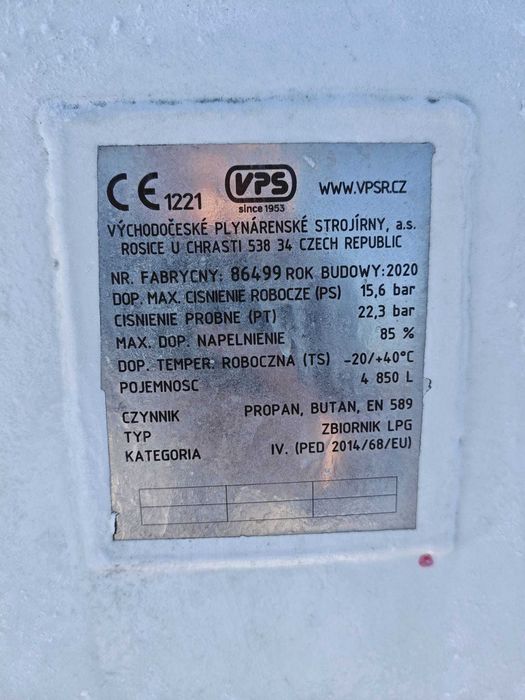 CE 1221 VPS WWW.VPSR.CZ
since 1953
VÝCHODOČESKÉ PLYNÁRENSKÉ STROJÍRNY, a.s.
ROSICE U CHRASTI 538 34 CZECH REPUBLIC
NR. FABRYCNY: 86499 ROK BUDOWY: 2020
DOP. MAX. CISNIENIE ROBOCZE (PS) 15,6 bar
CISNIENIE PROBNE (PT) 22,3 bar
MAX. DOP. NAPELNIENIE 85 %
DOP. TEMPER. ROBOCZNA (TS) -20/+40°C
POJEMNOSC 4 850 L
CZYNNIK PROPAN, BUTAN, EN 589
TYP ZBIORNIK LPG
KATEGORIA IV. (PED 2014/68/EU)